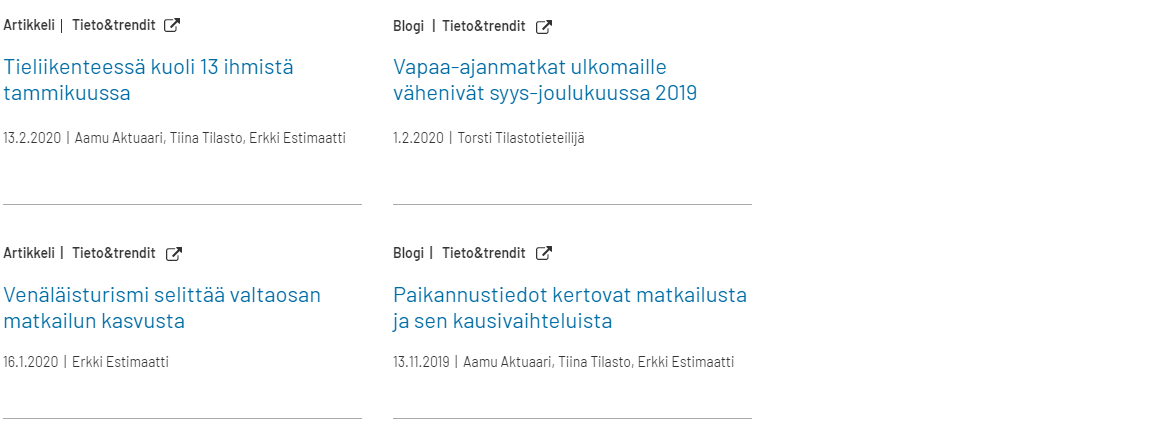 Artikkeli | Tieto&trendit
Tieliikenteessä kuoli 13 ihmistä
tammikuussa
13.2.2020 | Aamu Aktuaari, Tiina Tilasto, Erkki Estimaatti
Blogi | Tieto&trendit
Vapaa-ajanmatkat ulkomaille
vähenivät syys-joulukuussa 2019
1.2.2020 | Torsti Tilastotieteilijä
Artikkeli | Tieto&trendit
Venäläisturismi selittää valtaosan
matkailun kasvusta
16.1.2020 | Erkki Estimaatti
Blogi | Tieto&trendit
Paikannustiedot kertovat matkailusta
ja sen kausivaihteluista
13.11.2019 | Aamu Aktuaari, Tiina Tilasto, Erkki Estimaatti